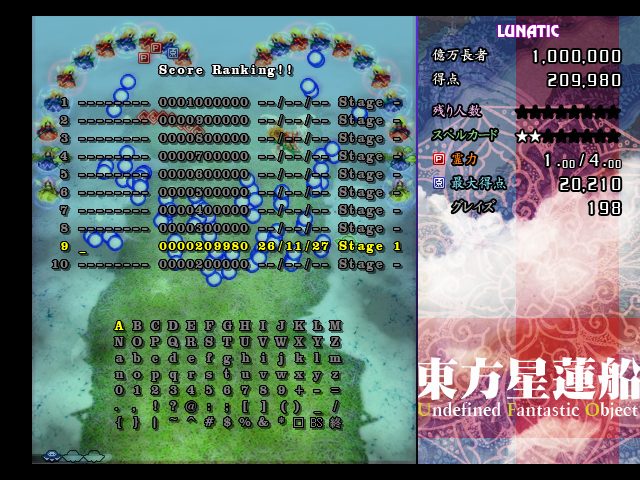 LUNATIC
億万長者 1,000,000
得点 209,980
残り人数
スペルカード
P 霊力 1.00/4.00
最大得点 20,210
グレイズ 198
P
P
Score Ranking!!
1 -------- 0001000000 --/--/-- Stage -
2 -------- 0000900000 --/--/-- Stage -
3 -------- 0000800000 --/--/-- Stage -
4 -------- 0000700000 --/--/-- Stage -
5 -------- 0000600000 --/--/-- Stage -
6 -------- 0000500000 --/--/-- Stage -
7 -------- 0000400000 --/--/-- Stage -
8 -------- 0000300000 --/--/-- Stage -
9 _ 0000209980 26/11/27 Stage 1
10 -------- 0000200000 --/--/-- Stage -
A B C D E F G H I J K L M
N O P Q R S T U V W X Y Z
a b c d e f g h i j k l m
n o p q r s t u v w x y z
0 1 2 3 4 5 6 7 8 9 + - =
. , ! ? @ : ; [ ] ( ) _ /
{ } | ~ ^ # $ % & * □ BS 終
東方星蓮船
Undefined Fantastic Object